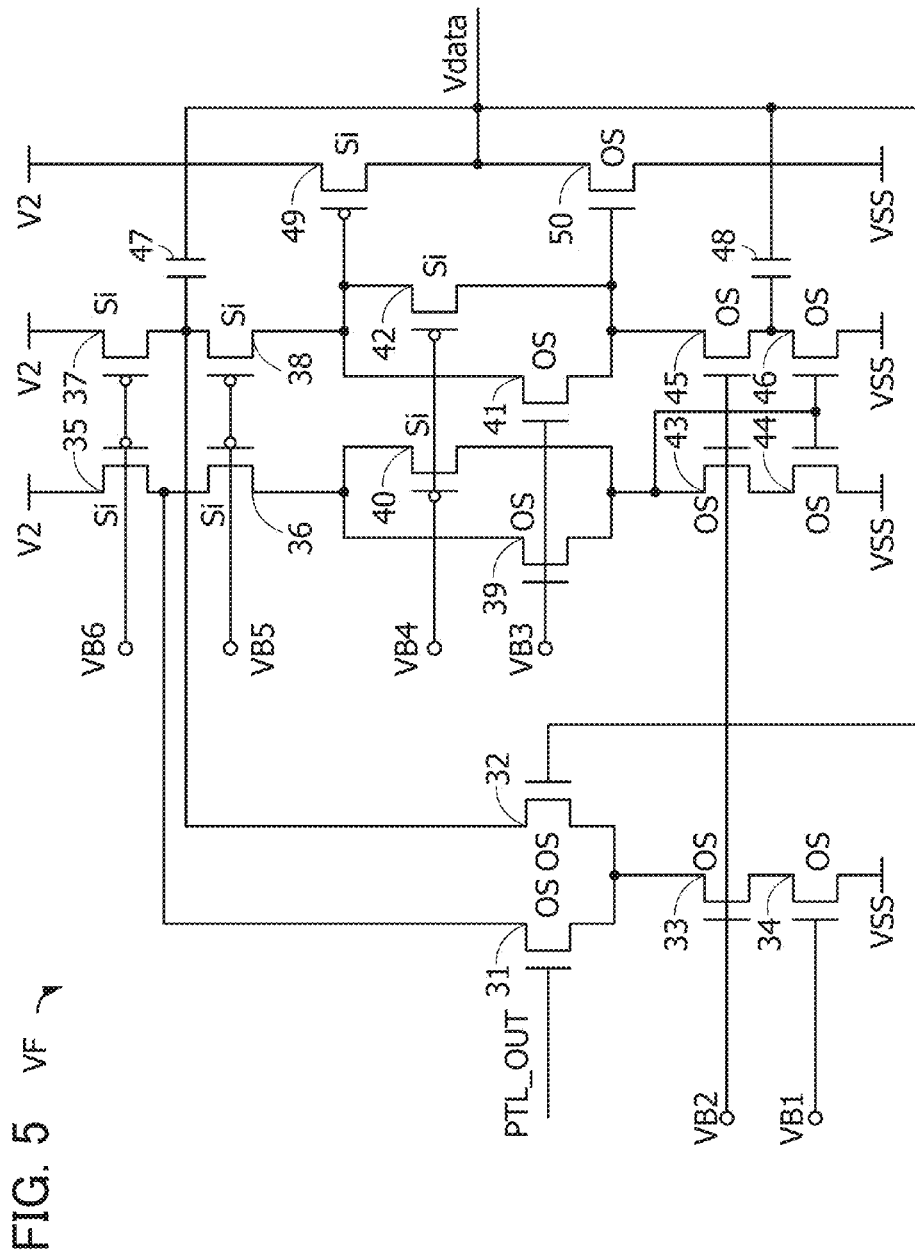 FIG. 5
VF
V2
V2
V2
35
37
Si
Si
47
VB6
Si
Si
36
38
VB5
49
Si
40
Si
42
Si
VB4
39
OS
41
OS
VB3
Vdata
50
OS
31
OS
OS
32
PTL_OUT
33
OS
43
OS
45
OS
48
VB2
34
OS
44
OS
46
OS
VB1
VSS
VSS
VSS
VSS